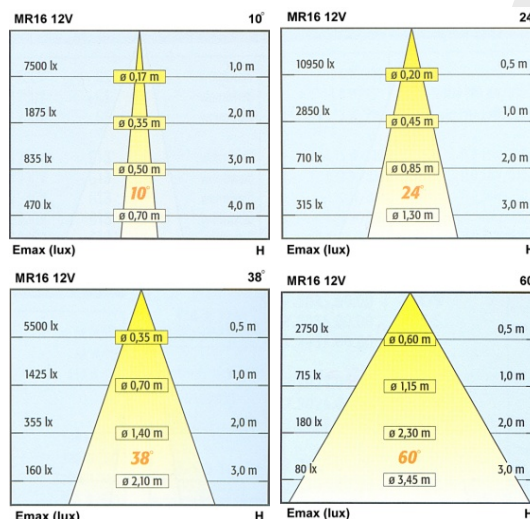 MR16 12V 10°
7500 lx 1,0 m
ø 0,17 m
1875 lx 2,0 m
ø 0,35 m
835 lx 3,0 m
ø 0,50 m
10°
470 lx 4,0 m
ø 0,70 m
Emax (lux) H
MR16 12V 24
10950 lx 0,5 m
ø 0,20 m
2850 lx 1,0 m
ø 0,45 m
710 lx 2,0 m
ø 0,85 m
24°
315 lx 3,0 m
ø 1,30 m
Emax (lux) H
MR16 12V 38°
5500 lx 0,5 m
ø 0,35 m
1425 lx 1,0 m
ø 0,70 m
355 lx 2,0 m
ø 1,40 m
38°
160 lx 3,0 m
ø 2,10 m
Emax (lux) H
MR16 12V 60
2750 lx 0,5 m
ø 0,60 m
715 lx 1,0 m
ø 1,15 m
180 lx 2,0 m
ø 2,30 m
60°
80 lx 3,0 m
ø 3,45 m
Emax (lux) H